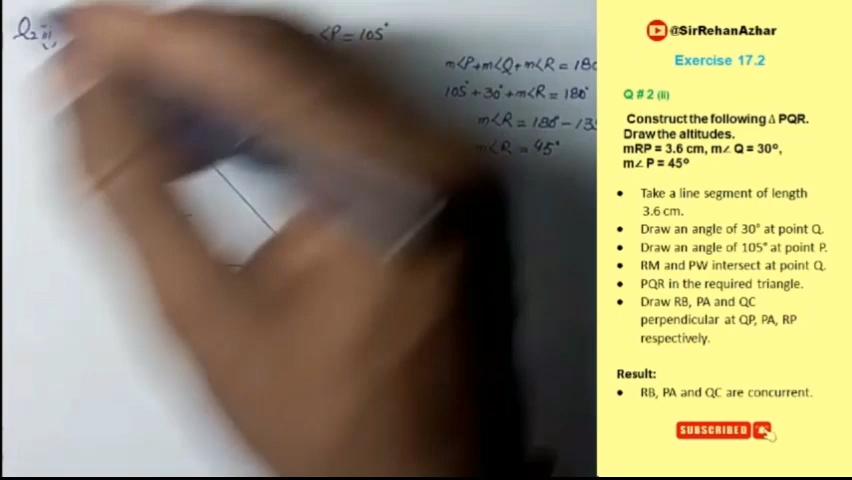 Q2 ii
<P = 105°
m<P+m<Q+m<R = 180
105°+30°+m<R = 180°
m<R = 180-135
m<R = 45°
@SirRehanAzhar
Exercise 17.2
Q # 2 (ii)
Construct the following Δ PQR.
Draw the altitudes.
mRP = 3.6 cm, m∠ Q = 30°,
m∠ P = 45°
• Take a line segment of length
3.6 cm.
• Draw an angle of 30° at point Q.
• Draw an angle of 105° at point P.
• RM and PW intersect at point Q.
• PQR in the required triangle.
• Draw RB, PA and QC
perpendicular at QP, PA, RP
respectively.
Result:
• RB, PA and QC are concurrent.
SUBSCRIBED